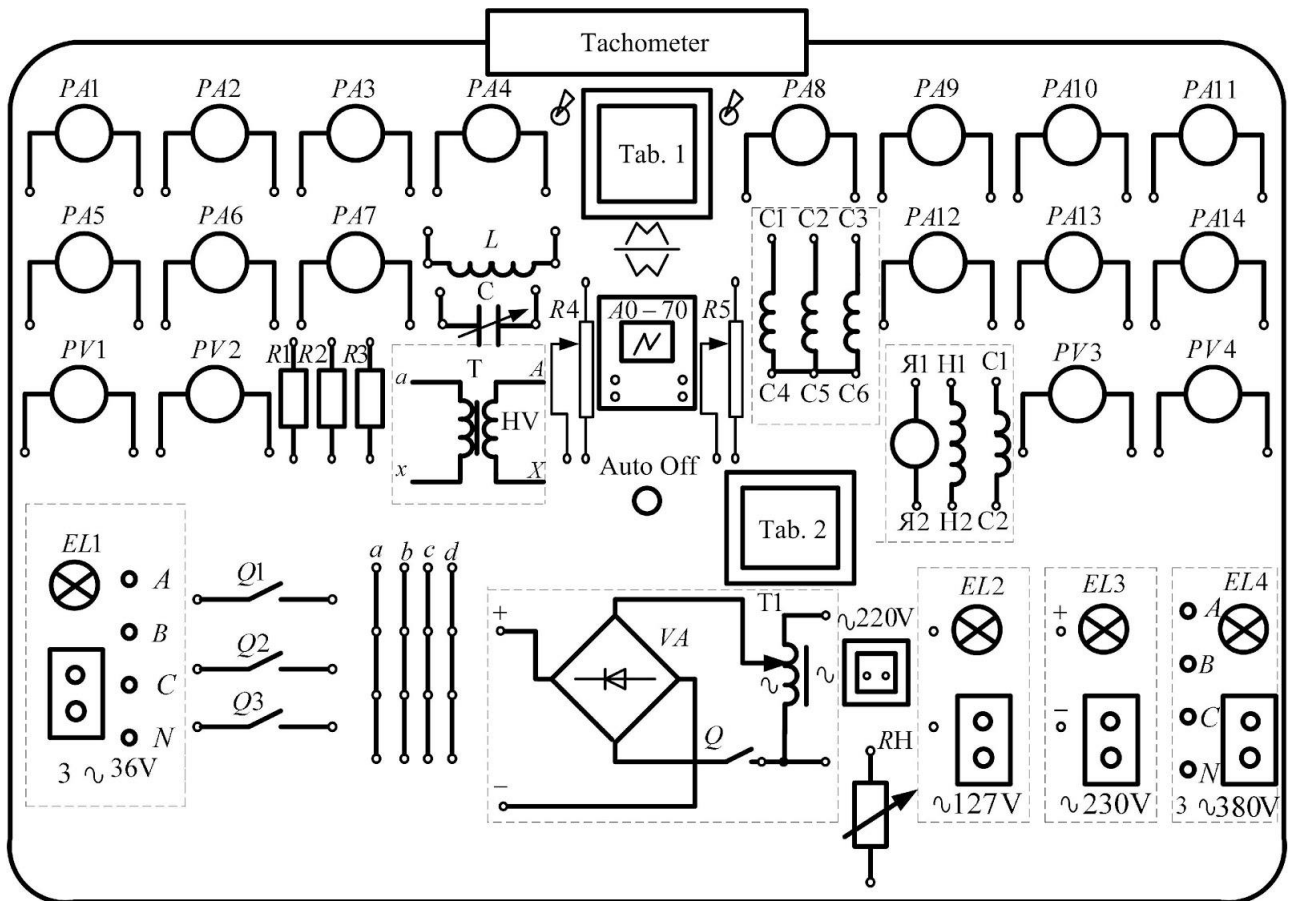 Tachometer
PA1 PA2 PA3 PA4 PA8 PA9 PA10 PA11
Tab. 1
PA5 PA6 PA7 L C1 C2 C3 PA12 PA13 PA14
C
R4 A0 – 70 R5
PV1 PV2 R1 R2 R3 T PV3 PV4
a A C4 C5 C6 Я1 Н1 C1
HV
x X
Auto Off
Я2 Н2 C2
Tab. 2
EL1 a b c d EL2 EL3 EL4
A Q1 + T1 ∿220V + A
B VA B
Q2
C Q3 Q RH – C
N – N
3 ∿ 36V ∿127V ∿230V 3 ∿380V
∿ ∿